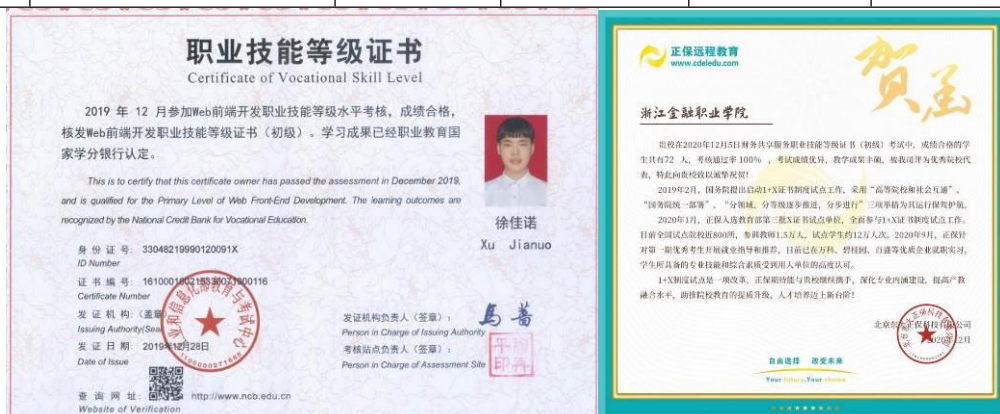 职业技能等级证书
Certificate of Vocational Skill Level
2019 年 12 月参加Web前端开发职业技能等级水平考核，成绩合格，
核发Web前端开发职业技能等级证书（初级）。学习成果已经职业教育国
家学分银行认定。
This is to certify that this certificate owner has passed the assessment in December 2019,
and is qualified for the Primary Level of Web Front-End Development. The learning outcomes are
recognized by the National Credit Bank for Vocational Education.
徐佳诺
Xu Jianuo
身 份 证 号: 33048219990120091X
ID Number
证 书 编 号:
Certificate Number
发 证 机 构: (盖章)
Issuing Authority(Seal)
发 证 日 期: 2019年12月28日
Date of Issue
查 询 网 址: http://www.ncb.edu.cn
Website of Verification
发证机构负责人（签章）:
Person in Charge of Issuing Authority
考核站点负责人（签章）:
Person in Charge of Assessment Site
正保远程教育
www.cdeledu.com
贺函
浙江金融职业学院
贵校在2020年12月5日财务共享服务职业技能等级证书（初级）考试中，成绩合格的学
生共有72 人，考核通过率100%，考试成绩优异，教学成果丰硕，被我司评为优秀院校代
表，特此向贵校致以诚挚祝贺！
2019年2月，国务院提出启动1+X证书制度试点工作，采用“高等院校和社会互通”、
“国务院统一部署”、“分领域，分等级逐步推进，分步进行”三项举措为其运行保驾护航。
2020年1月，正保入选教育部第三批X证书试点单位，全面参与1+X证书制度试点工作。
目前全国试点院校近800所，参训教师1.5万人，试点学生约12万人次。2020年9月，正保针
对第一期优秀考生开展就业指导和推荐，目前已在万科、碧桂园、百盛等优质企业就职实习，
学生所具备的专业技能和综合素质受到用人单位的高度认可。
1+X制度试点是一项改革，正保期待能与贵校继续携手，深化专业内涵建设，提高产教
融合水平，助推院校教育的提质升级，人才培养迈上新台阶！
2020年12月
自由选择 改变未来
Your future,Your choice